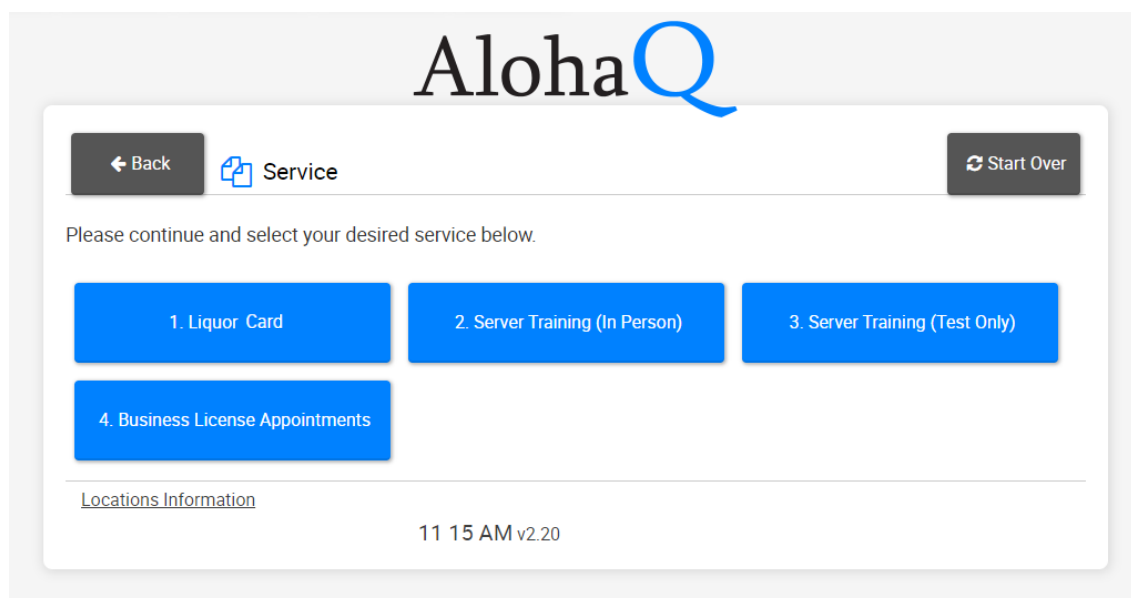 AlohaQ
Back
Service
Start Over
Please continue and select your desired service below.
1. Liquor Card
2. Server Training (In Person)
3. Server Training (Test Only)
4. Business License Appointments
Locations Information
11 15 AM v2.20